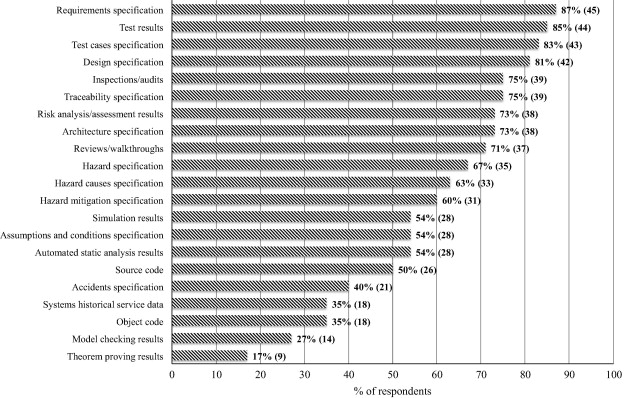 Requirements specification 87% (45)
Test results 85% (44)
Test cases specification 83% (43)
Design specification 81% (42)
Inspections/audits 75% (39)
Traceability specification 75% (39)
Risk analysis/assessment results 73% (38)
Architecture specification 73% (38)
Reviews/walkthroughs 71% (37)
Hazard specification 67% (35)
Hazard causes specification 63% (33)
Hazard mitigation specification 60% (31)
Simulation results 54% (28)
Assumptions and conditions specification 54% (28)
Automated static analysis results 54% (28)
Source code 50% (26)
Accidents specification 40% (21)
Systems historical service data 35% (18)
Object code 35% (18)
Model checking results 27% (14)
Theorem proving results 17% (9)
0 10 20 30 40 50 60 70 80 90 100
% of respondents